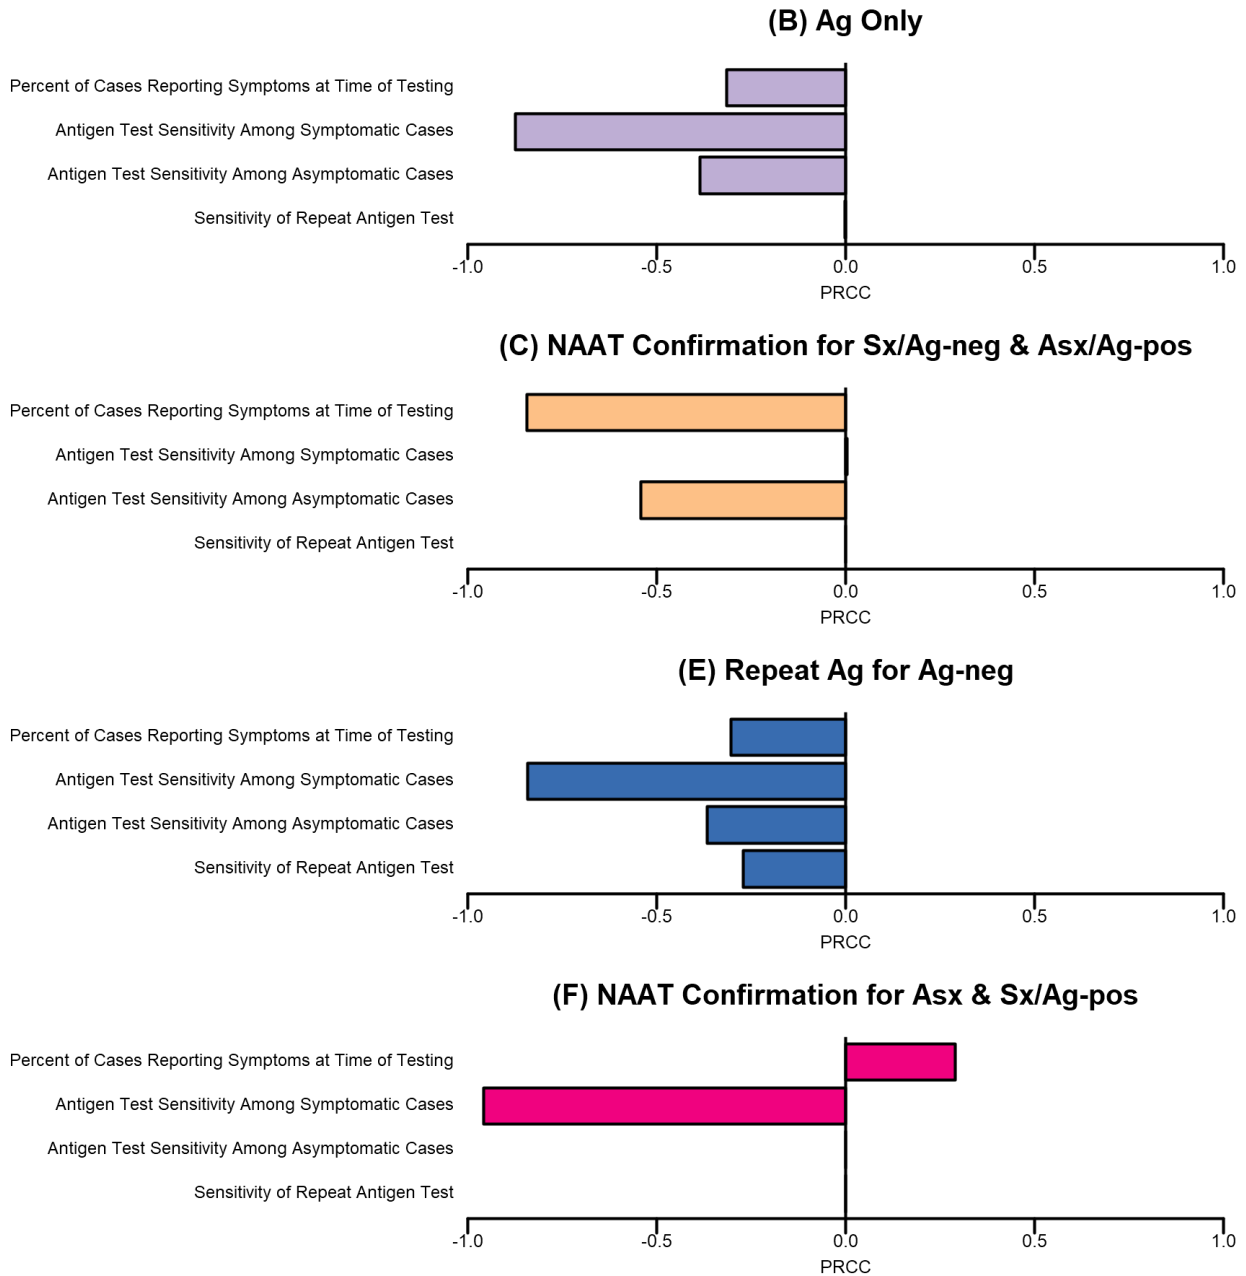 (B) Ag Only
Percent of Cases Reporting Symptoms at Time of Testing
Antigen Test Sensitivity Among Symptomatic Cases
Antigen Test Sensitivity Among Asymptomatic Cases
Sensitivity of Repeat Antigen Test
-1.0 -0.5 0.0 0.5 1.0
PRCC
(C) NAAT Confirmation for Sx/Ag-neg & Asx/Ag-pos
Percent of Cases Reporting Symptoms at Time of Testing
Antigen Test Sensitivity Among Symptomatic Cases
Antigen Test Sensitivity Among Asymptomatic Cases
Sensitivity of Repeat Antigen Test
-1.0 -0.5 0.0 0.5 1.0
PRCC
(E) Repeat Ag for Ag-neg
Percent of Cases Reporting Symptoms at Time of Testing
Antigen Test Sensitivity Among Symptomatic Cases
Antigen Test Sensitivity Among Asymptomatic Cases
Sensitivity of Repeat Antigen Test
-1.0 -0.5 0.0 0.5 1.0
PRCC
(F) NAAT Confirmation for Asx & Sx/Ag-pos
Percent of Cases Reporting Symptoms at Time of Testing
Antigen Test Sensitivity Among Symptomatic Cases
Antigen Test Sensitivity Among Asymptomatic Cases
Sensitivity of Repeat Antigen Test
-1.0 -0.5 0.0 0.5 1.0
PRCC